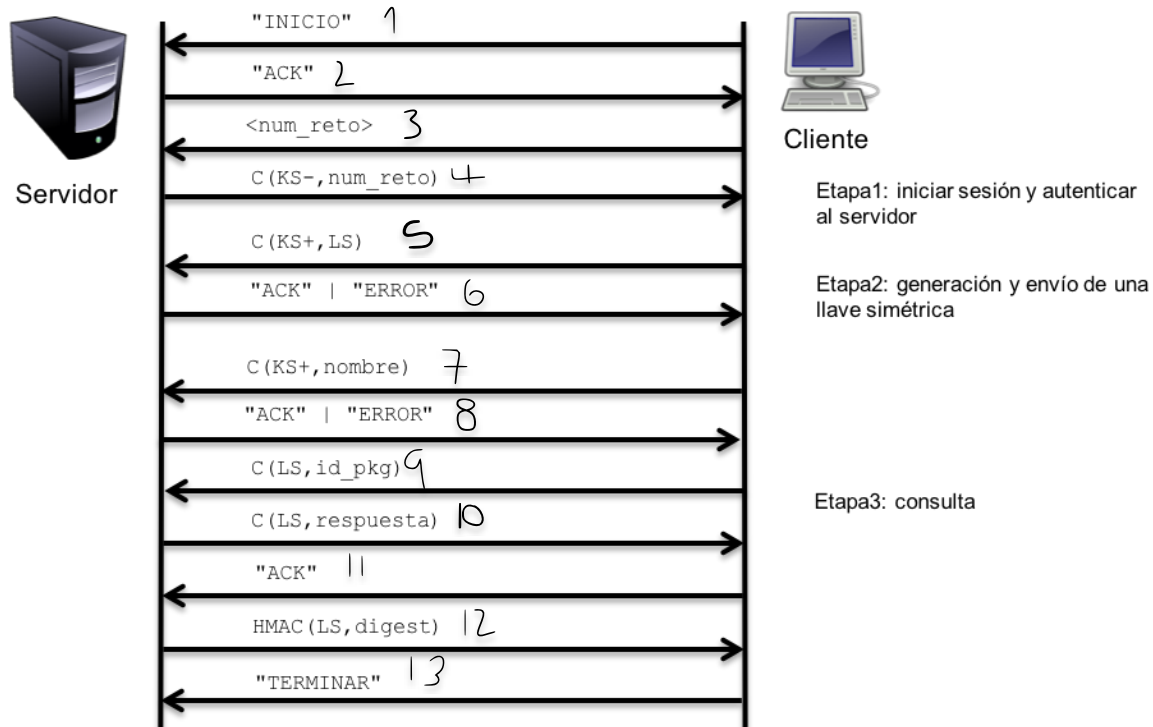 "INICIO" 1
"ACK" 2
<num_reto> 3
Cliente
C(KS-,num_reto) 4
Servidor
Etapa1: iniciar sesión y autenticar
al servidor
C(KS+,LS) 5
"ACK" | "ERROR" 6
Etapa2: generación y envío de una
llave simétrica
C(KS+,nombre) 7
"ACK" | "ERROR" 8
C(LS,id_pkg) 9
Etapa3: consulta
C(LS,respuesta) 10
"ACK" 11
HMAC(LS,digest) 12
"TERMINAR" 13